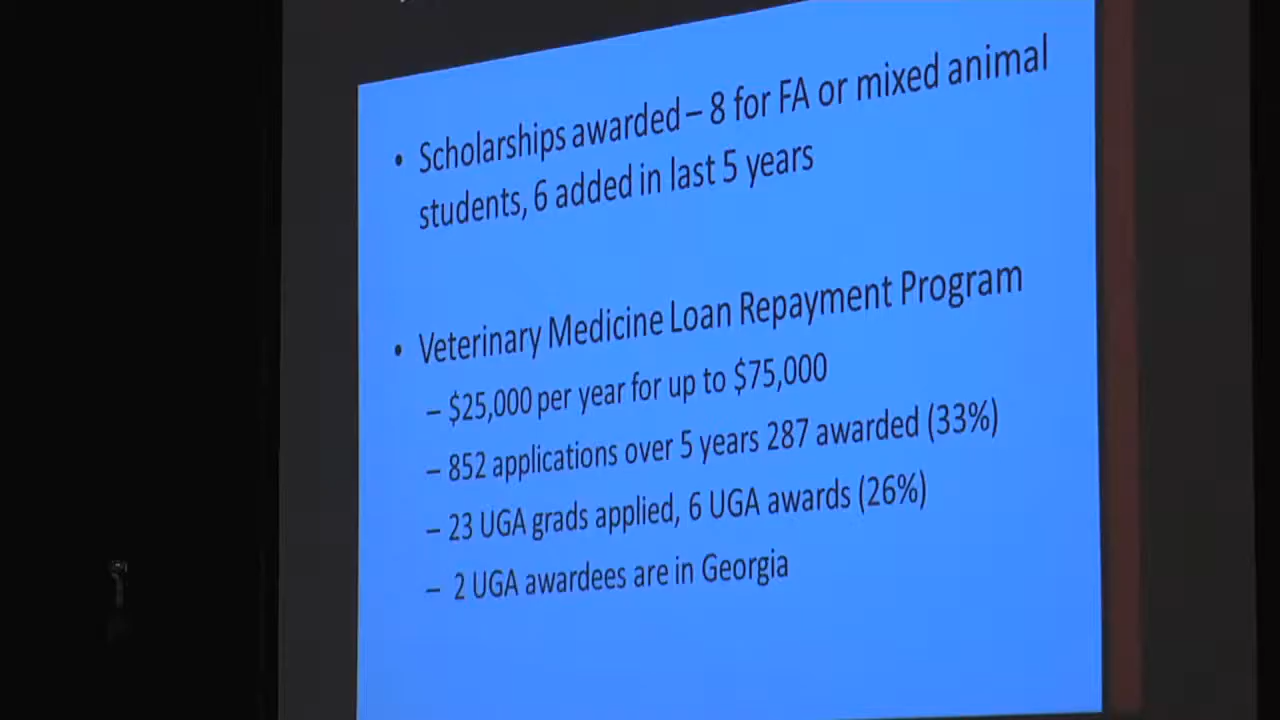 • Scholarships awarded – 8 for FA or mixed animal
students, 6 added in last 5 years
• Veterinary Medicine Loan Repayment Program
– $25,000 per year for up to $75,000
– 852 applications over 5 years 287 awarded (33%)
– 23 UGA grads applied, 6 UGA awards (26%)
– 2 UGA awardees are in Georgia